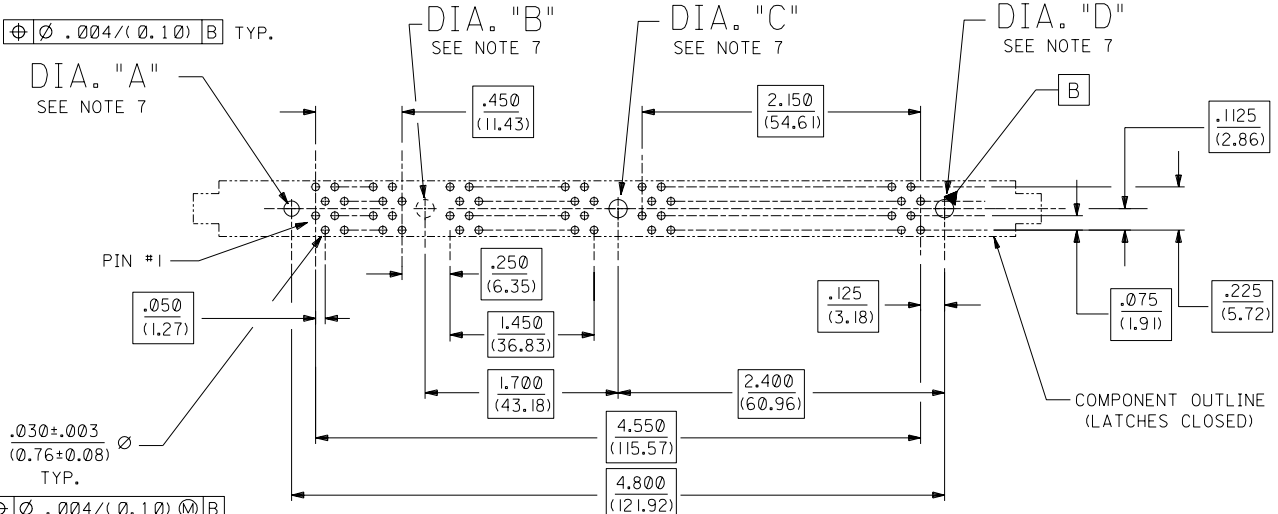 ⌖ Ø .004/(0.10) B TYP.
DIA. "A"
SEE NOTE 7
DIA. "B"
SEE NOTE 7
DIA. "C"
SEE NOTE 7
DIA. "D"
SEE NOTE 7
B
.450
(11.43)
2.150
(54.61)
.1125
(2.86)
PIN #1
.050
(1.27)
.250
(6.35)
1.450
(36.83)
.125
(3.18)
.075
(1.91)
.225
(5.72)
1.700
(43.18)
2.400
(60.96)
COMPONENT OUTLINE
(LATCHES CLOSED)
.030±.003
(0.76±0.08) Ø
TYP.
4.550
(115.57)
4.800
(121.92)
⌖ Ø .004/(0.10) Ⓜ B